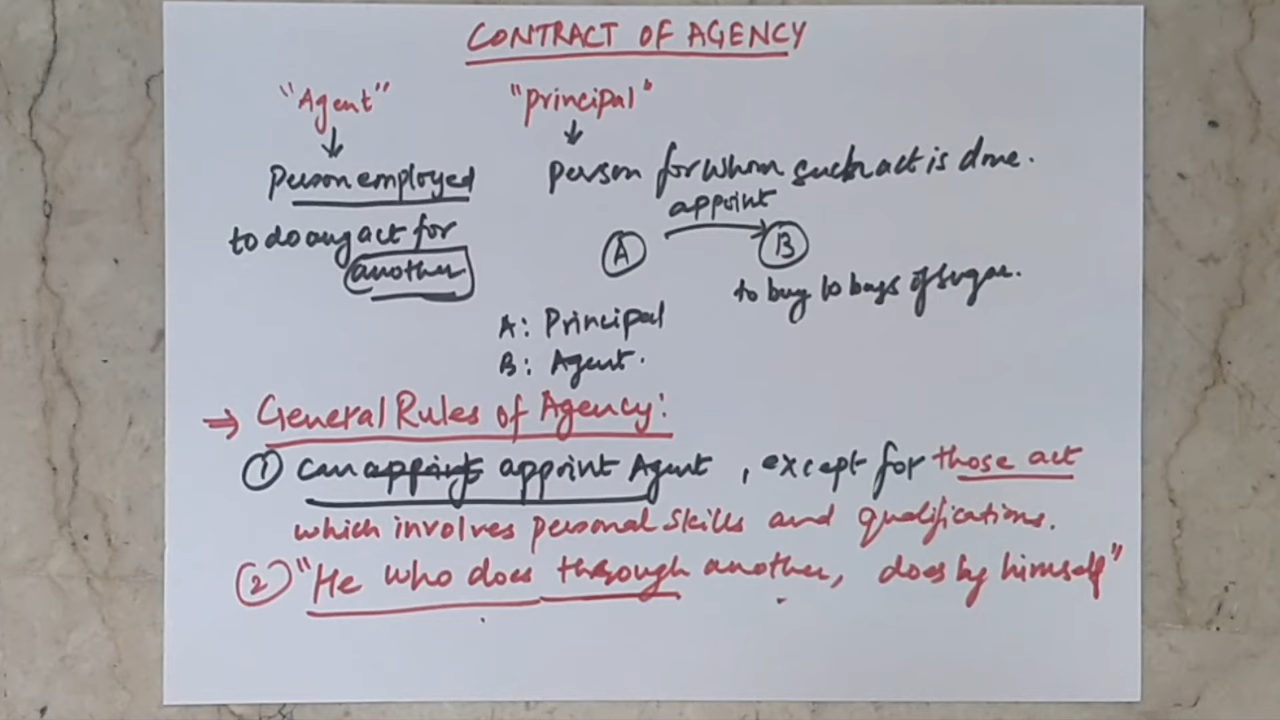 CONTRACT OF AGENCY
"Agent"
↓
Person employed
to do any act for
another
"Principal"
↓
person for whom such act is done.
appoint
A → B
to buy 10 bags of sugar.
A: Principal
B: Agent.
⇒ General Rules of Agency:
① can appoint appoint Agent, except for those act
which involves personal skills and qualifications.
② "He who does through another, does by himself"